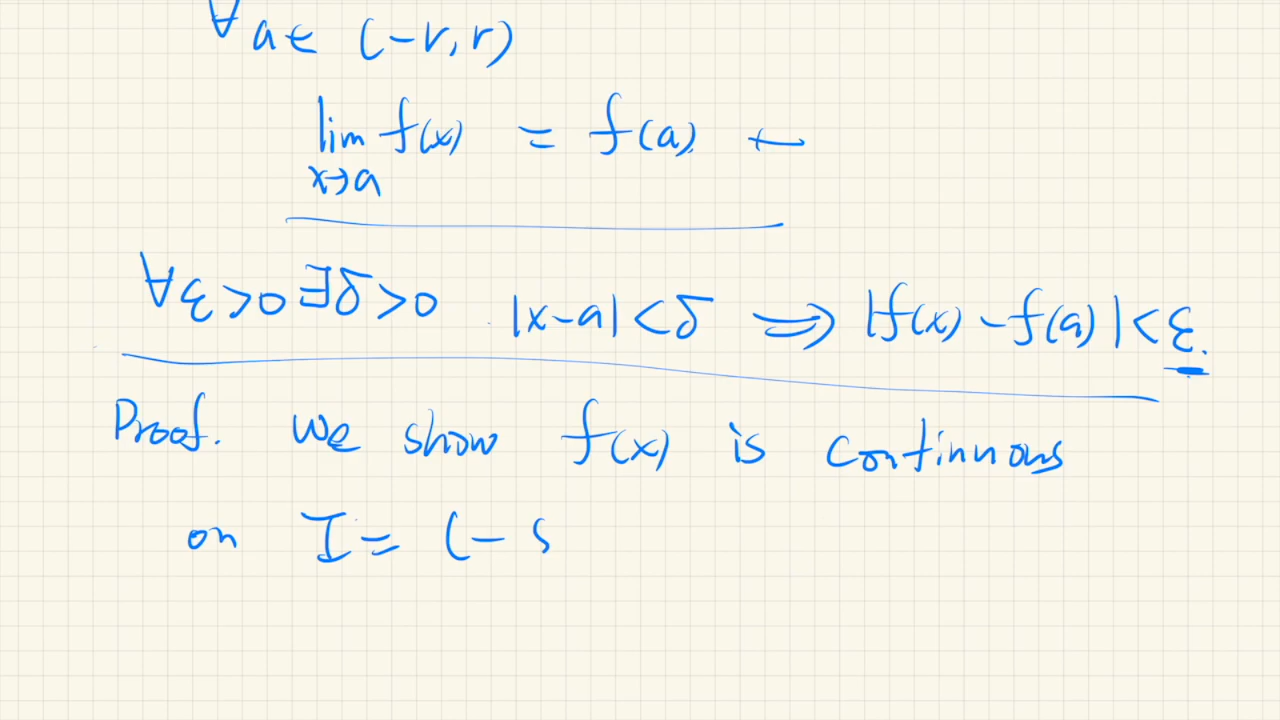 ∀a∈ (-r,r)
lim f(x) = f(a) ←
x→a
∀ε>0 ∃δ>0 |x-a|<δ ⟹ |f(x)-f(a)|<ε.
Proof. We show f(x) is continuous
on I = (-s